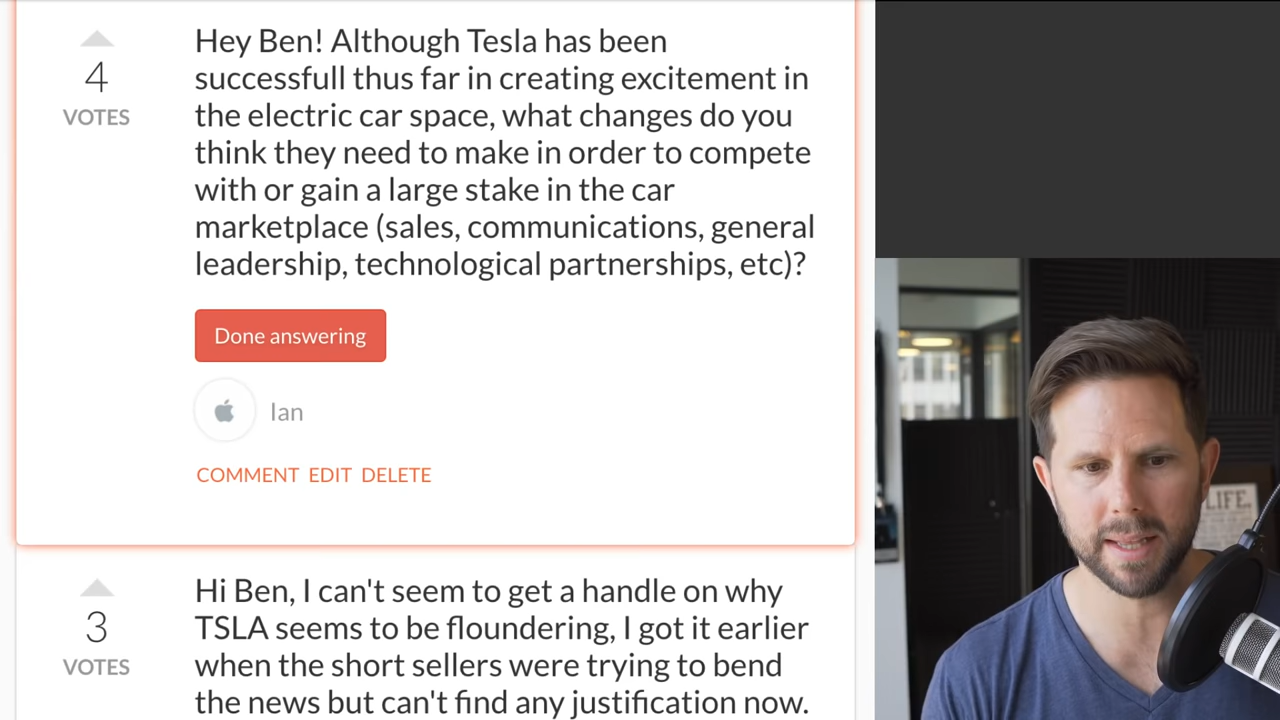 4
VOTES
Hey Ben! Although Tesla has been
successfull thus far in creating excitement in
the electric car space, what changes do you
think they need to make in order to compete
with or gain a large stake in the car
marketplace (sales, communications, general
leadership, technological partnerships, etc)?
Done answering
Ian
COMMENT EDIT DELETE
3
VOTES
Hi Ben, I can't seem to get a handle on why
TSLA seems to be floundering, I got it earlier
when the short sellers were trying to bend
the news but can't find any justification now.
LIFE.